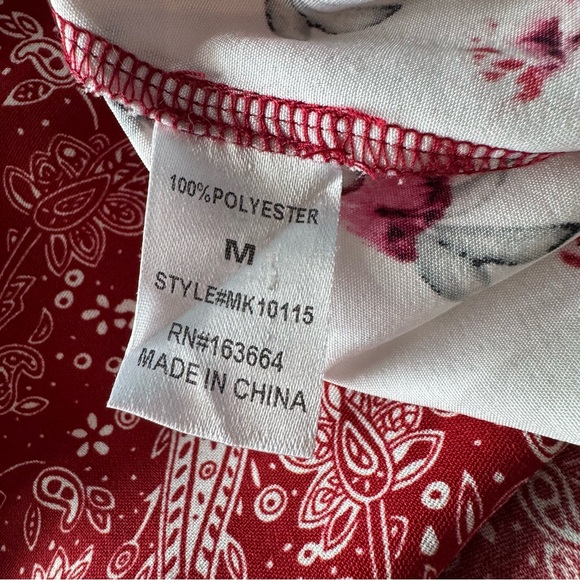 100%POLYESTER
M
STYLE#MK10115
RN#163664
MADE IN CHINA